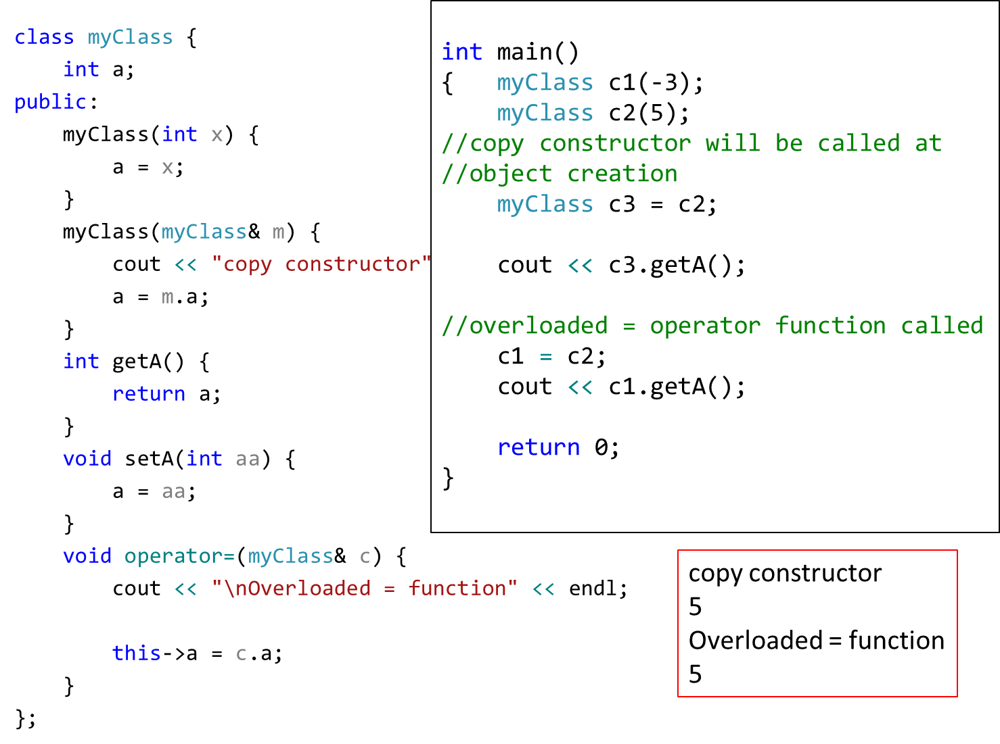 class myClass {
    int a;
public:
    myClass(int x) {
        a = x;
    }
    myClass(myClass& m) {
        cout << "copy constructor"
        a = m.a;
    }
    int getA() {
        return a;
    }
    void setA(int aa) {
        a = aa;
    }
    void operator=(myClass& c) {
        cout << "\nOverloaded = function" << endl;
        this->a = c.a;
    }
};
int main()
{   myClass c1(-3);
    myClass c2(5);
//copy constructor will be called at
//object creation
    myClass c3 = c2;
    cout << c3.getA();
//overloaded = operator function called
    c1 = c2;
    cout << c1.getA();
    return 0;
}
copy constructor
5
Overloaded = function
5